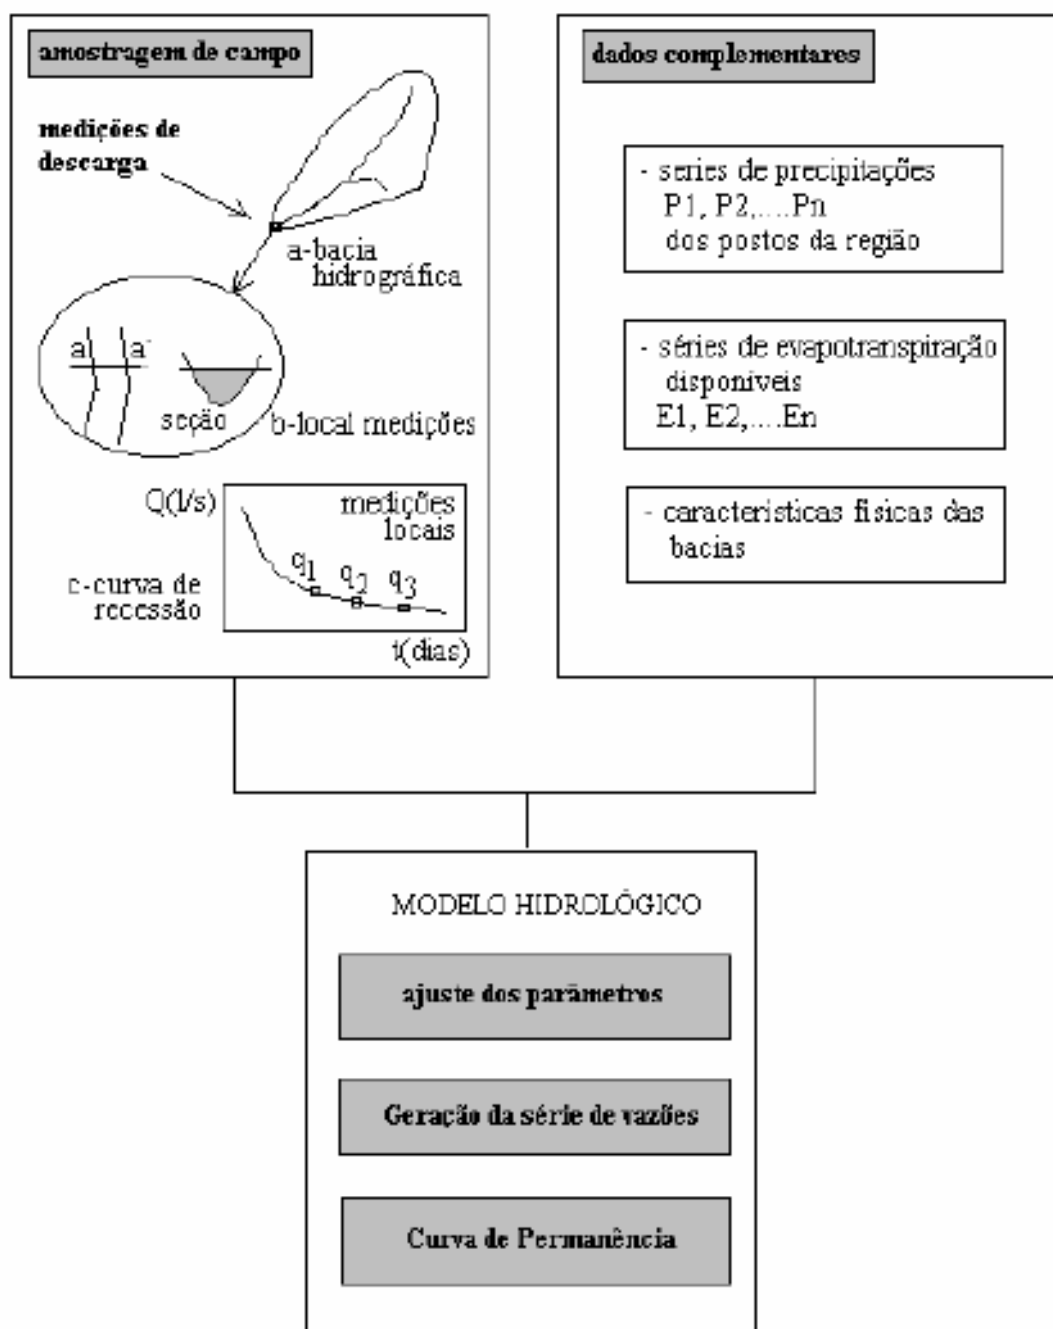 amostragem de campo
medições de
descarga
a-bacia
hidrográfica
a
a'
seção
b-local medições
Q(l/s)
medições
locais
q1
q2
q3
c-curva de
recessão
t(dias)
dados complementares
- series de precipitações
P1, P2,....Pn
dos postos da região
- séries de evapotranspiração
disponíveis
E1, E2,....En
- características físicas das
bacias
MODELO HIDROLÓGICO
ajuste dos parâmetros
Geração da série de vazões
Curva de Permanência